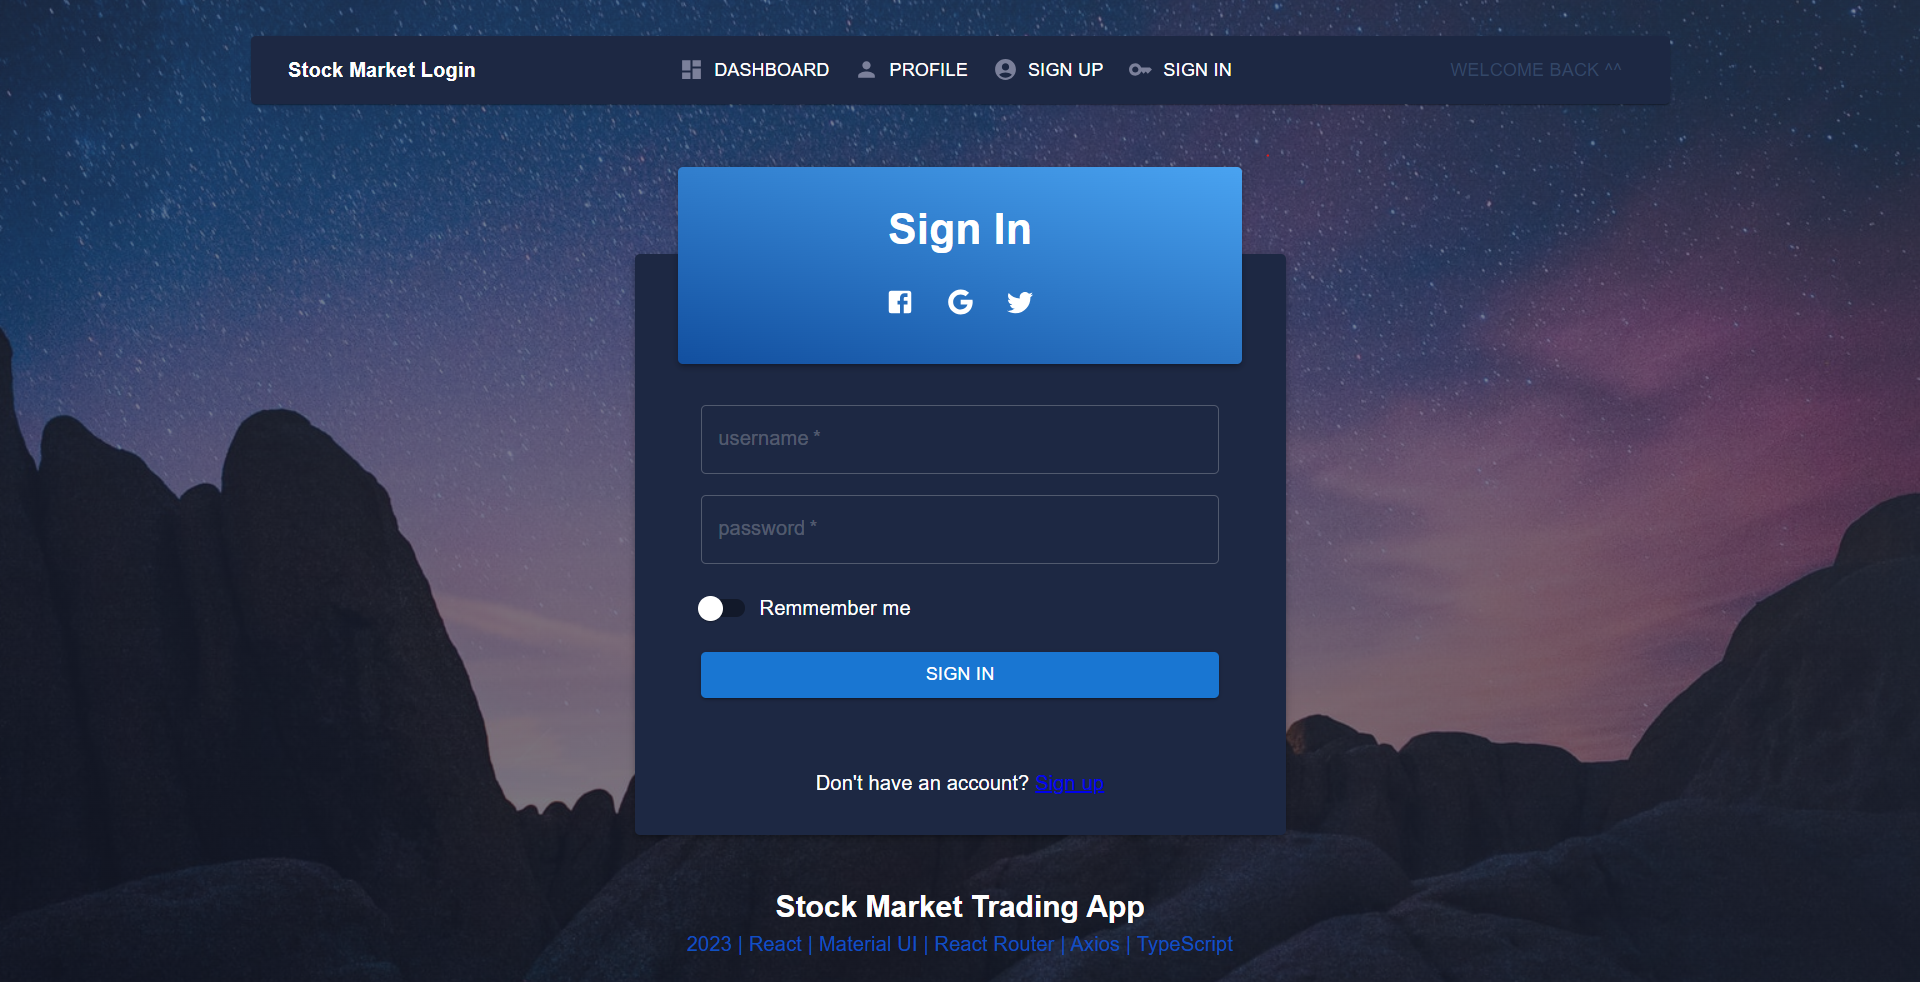 Stock Market Login
DASHBOARD
PROFILE
SIGN UP
SIGN IN
WELCOME BACK ^^
Sign In
username *
password *
Remmember me
SIGN IN
Don't have an account? Sign up
Stock Market Trading App
2023 | React | Material UI | React Router | Axios | TypeScript